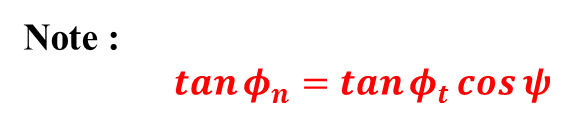 Note :
tan ϕₙ = tan ϕₜ cos ψ